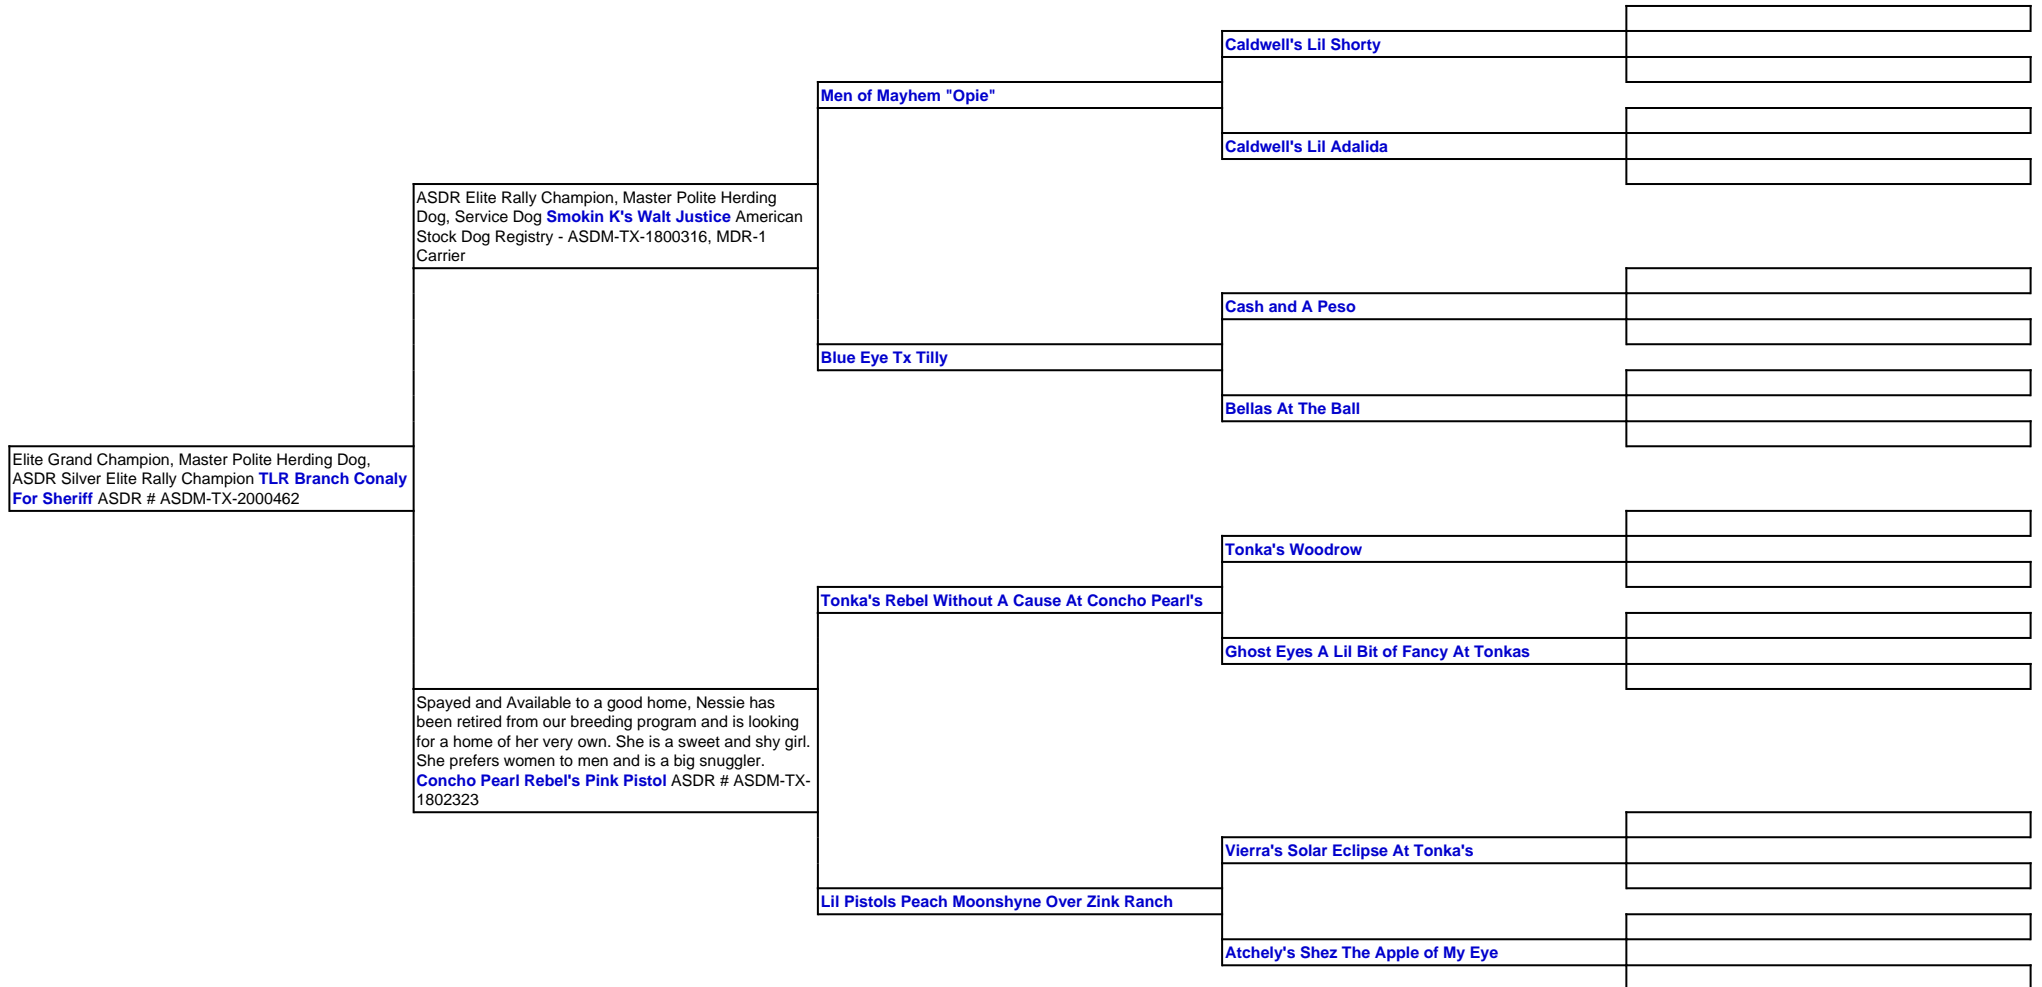 Caldwell's Lil Shorty
Men of Mayhem "Opie"
Caldwell's Lil Adalida
ASDR Elite Rally Champion, Master Polite Herding
Dog, Service Dog Smokin K's Walt Justice American
Stock Dog Registry - ASDM-TX-1800316, MDR-1
Carrier
Cash and A Peso
Blue Eye Tx Tilly
Bellas At The Ball
Elite Grand Champion, Master Polite Herding Dog,
ASDR Silver Elite Rally Champion TLR Branch Conaly
For Sheriff ASDR # ASDM-TX-2000462
Tonka's Woodrow
Tonka's Rebel Without A Cause At Concho Pearl's
Ghost Eyes A Lil Bit of Fancy At Tonkas
Spayed and Available to a good home, Nessie has
been retired from our breeding program and is looking
for a home of her very own. She is a sweet and shy girl.
She prefers women to men and is a big snuggler.
Concho Pearl Rebel's Pink Pistol ASDR # ASDM-TX-
1802323
Vierra's Solar Eclipse At Tonka's
Lil Pistols Peach Moonshyne Over Zink Ranch
Atchely's Shez The Apple of My Eye